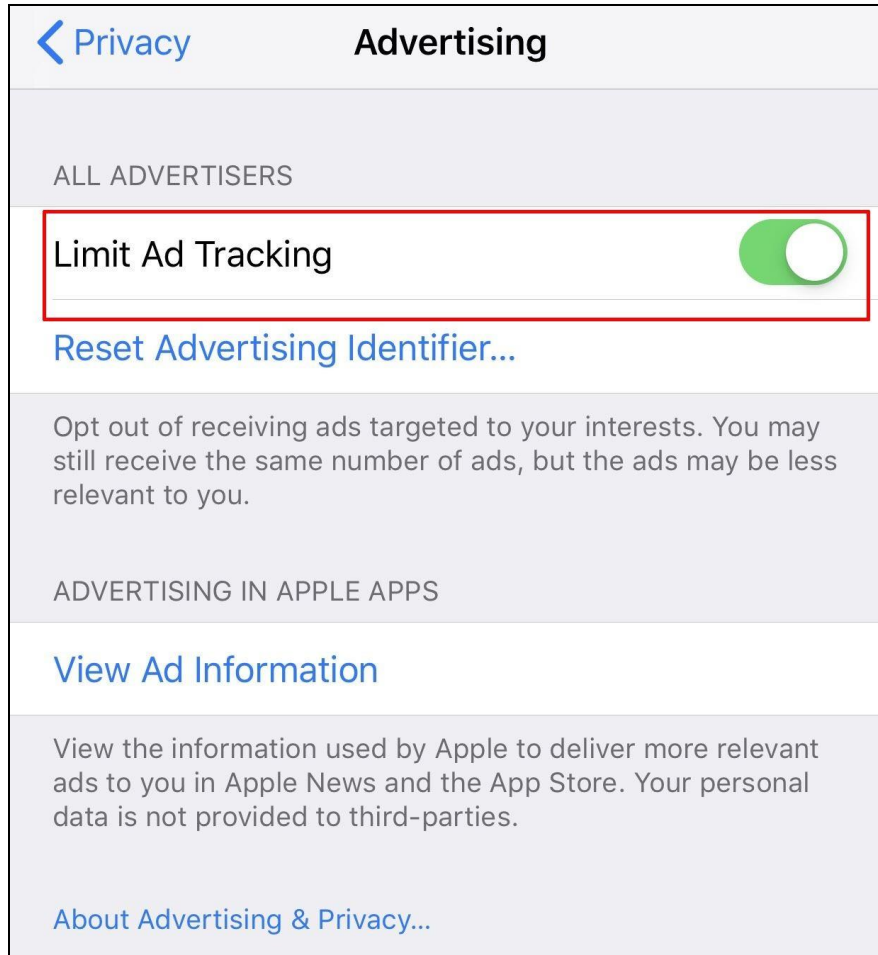 Privacy
Advertising
ALL ADVERTISERS
Limit Ad Tracking
Reset Advertising Identifier...
Opt out of receiving ads targeted to your interests. You may
still receive the same number of ads, but the ads may be less
relevant to you.
ADVERTISING IN APPLE APPS
View Ad Information
View the information used by Apple to deliver more relevant
ads to you in Apple News and the App Store. Your personal
data is not provided to third-parties.
About Advertising & Privacy...